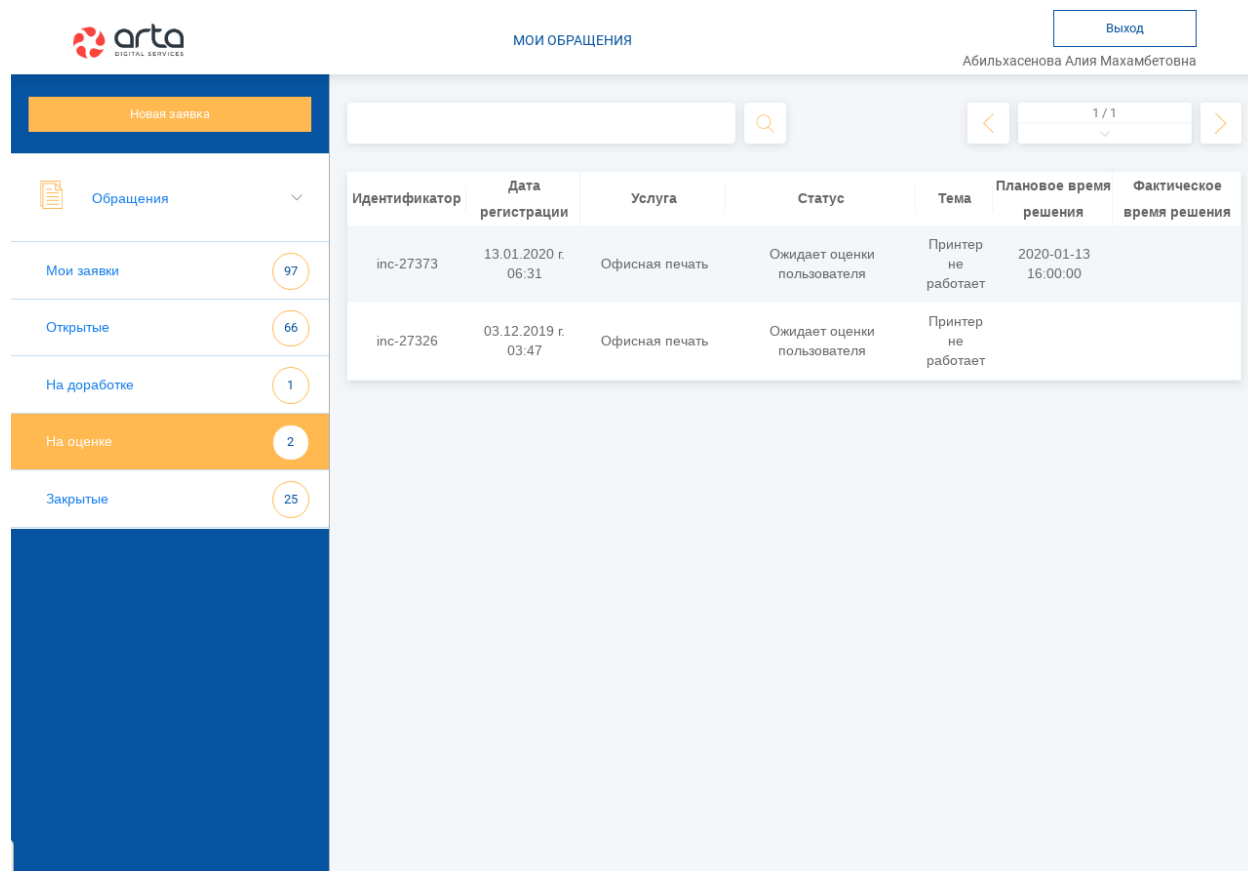 arta
DIGITAL SERVICES
МОИ ОБРАЩЕНИЯ
Выход
Абильхасенова Алия Махамбетовна
Новая заявка
Обращения
Мои заявки 97
Открытые 66
На доработке 1
На оценке 2
Закрытые 25
1 / 1
Идентификатор
Дата
регистрации
Услуга
Статус
Тема
Плановое время
решения
Фактическое
время решения
inc-27373
13.01.2020 г.
06:31
Офисная печать
Ожидает оценки
пользователя
Принтер
не
работает
2020-01-13
16:00:00
inc-27326
03.12.2019 г.
03:47
Офисная печать
Ожидает оценки
пользователя
Принтер
не
работает